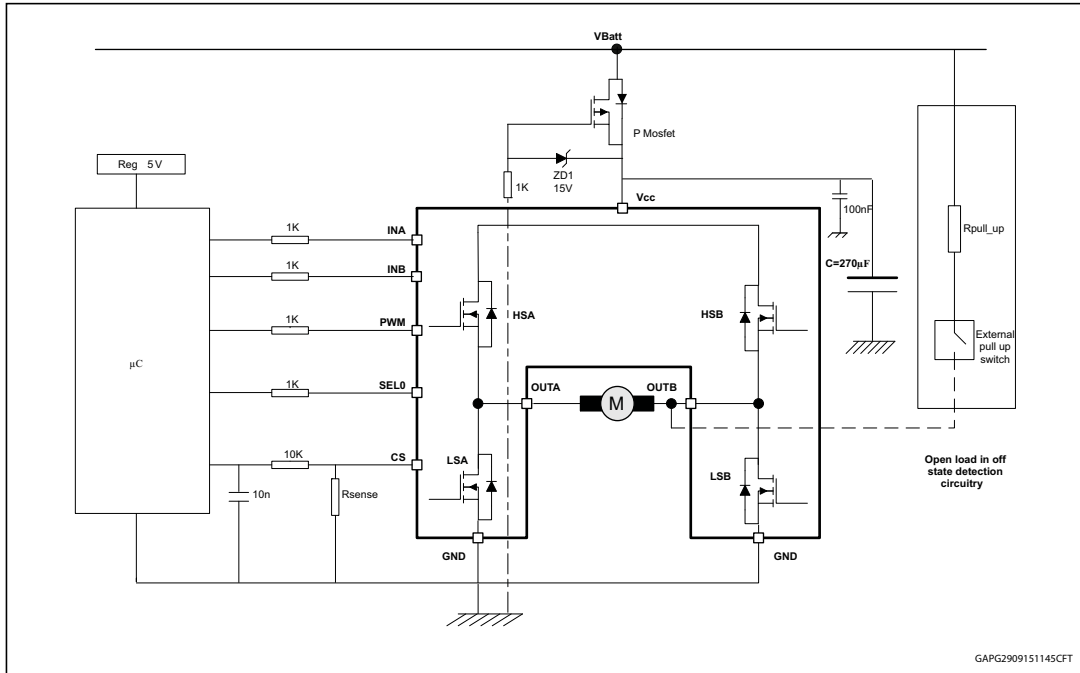 VBatt
P Mosfet
Reg 5V
ZD1
15V
1K
Vcc
100nF
Rpull_up
C=270µF
1K
INA
1K
INB
1K
PWM
HSA
HSB
External
pull up
switch
µC
1K
SEL0
OUTA
OUTB
M
10K
CS
LSA
LSB
Open load in off
state detection
circuitry
10n
Rsense
GND
GND
GAPG2909151145CFT